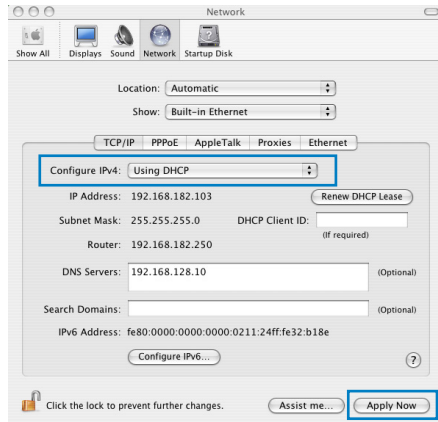 Network
Show All Displays Sound Network Startup Disk
Location: Automatic
Show: Built-in Ethernet
TCP/IP PPPoE AppleTalk Proxies Ethernet
Configure IPv4: Using DHCP
IP Address: 192.168.182.103 Renew DHCP Lease
Subnet Mask: 255.255.255.0 DHCP Client ID:
(If required)
Router: 192.168.182.250
DNS Servers: 192.168.128.10 (Optional)
Search Domains: (Optional)
IPv6 Address: fe80:0000:0000:0000:0211:24ff:fe32:b18e
Configure IPv6...
?
Click the lock to prevent further changes. Assist me... Apply Now